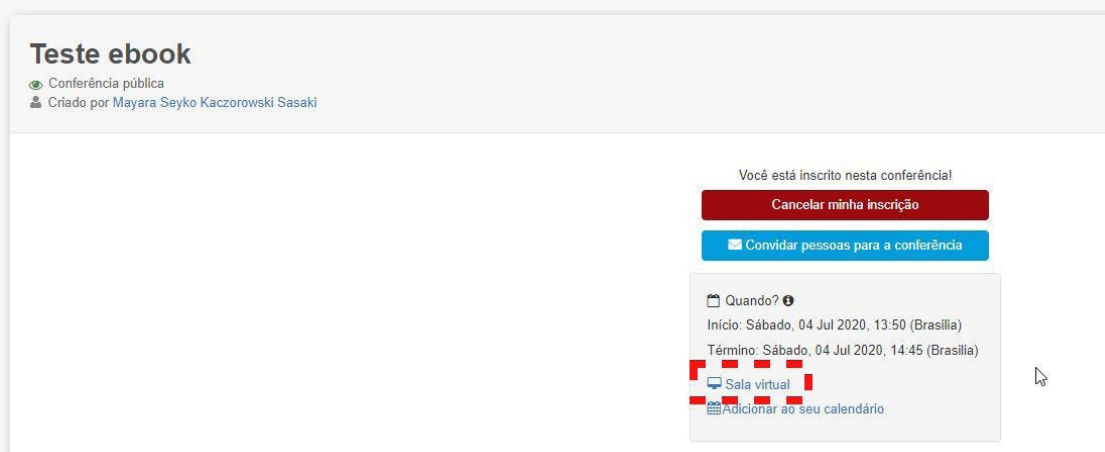 Teste ebook
Conferência pública
Criado por Mayara Seyko Kaczorowski Sasaki
Você está inscrito nesta conferência!
Cancelar minha inscrição
Convidar pessoas para a conferência
Quando?
Início: Sábado, 04 Jul 2020, 13:50 (Brasilia)
Término: Sábado, 04 Jul 2020, 14:45 (Brasilia)
Sala virtual
Adicionar ao seu calendário